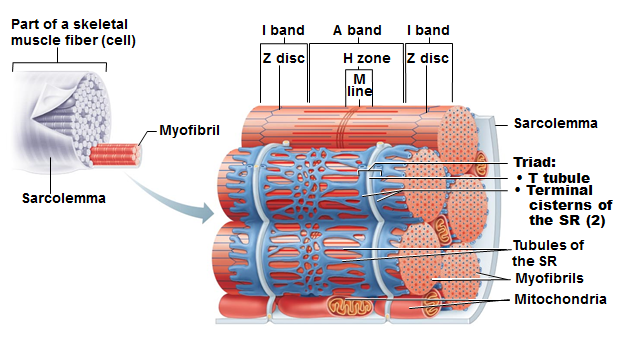 Part of a skeletal
muscle fiber (cell)
I band
A band
I band
Z disc
H zone
Z disc
M
line
Myofibril
Sarcolemma
Sarcolemma
Triad:
• T tubule
• Terminal
cisterns of
the SR (2)
Tubules of
the SR
Myofibrils
Mitochondria